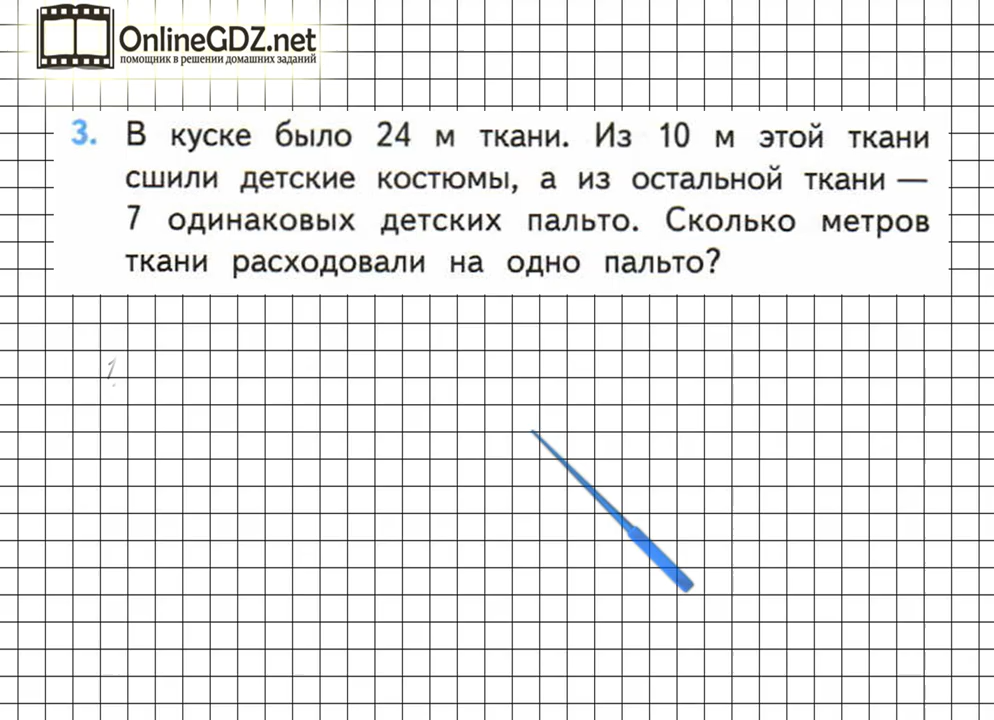 OnlineGDZ.net
помощник в решении домашних заданий
3. В куске было 24 м ткани. Из 10 м этой ткани
сшили детские костюмы, а из остальной ткани —
7 одинаковых детских пальто. Сколько метров
ткани расходовали на одно пальто?
1